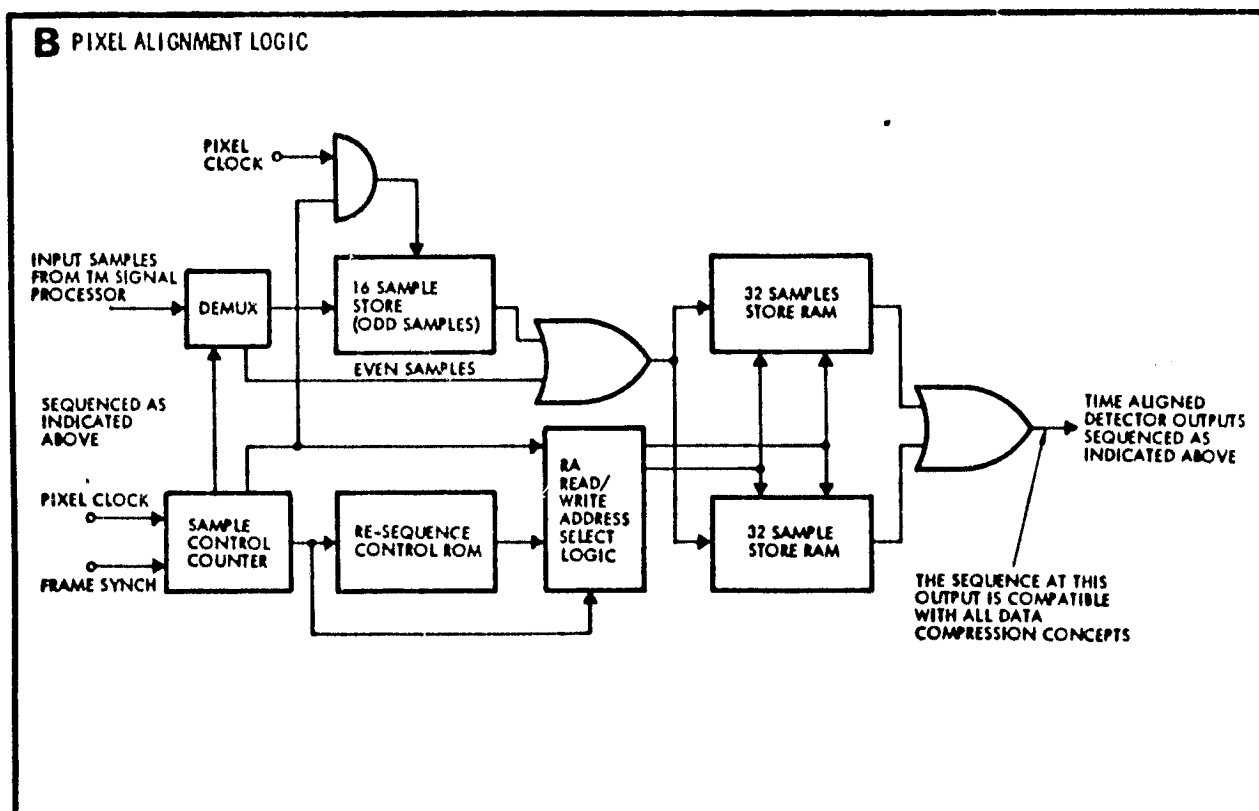 B PIXEL ALIGNMENT LOGIC
PIXEL
CLOCK
INPUT SAMPLES
FROM TM SIGNAL
PROCESSOR
DEMUX
16 SAMPLE
STORE
(ODD SAMPLES)
32 SAMPLES
STORE RAM
EVEN SAMPLES
SEQUENCED AS
INDICATED
ABOVE
TIME ALIGNED
DETECTOR OUTPUTS
SEQUENCED AS
INDICATED ABOVE
PIXEL CLOCK
FRAME SYNCH
SAMPLE
CONTROL
COUNTER
RE-SEQUENCE
CONTROL ROM
RA
READ/
WRITE
ADDRESS
SELECT
LOGIC
32 SAMPLE
STORE RAM
THE SEQUENCE AT THIS
OUTPUT IS COMPATIBLE
WITH ALL DATA
COMPRESSION CONCEPTS